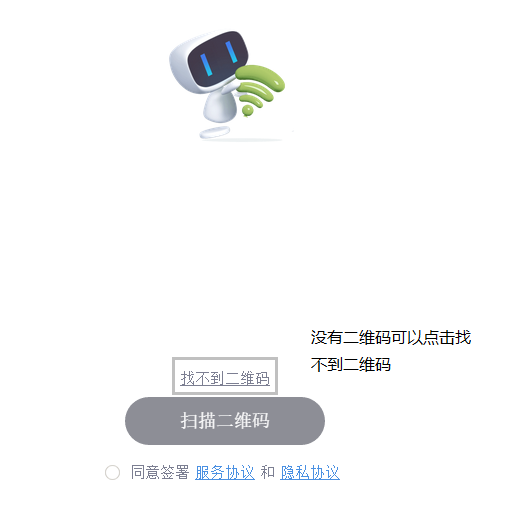 没有二维码可以点击找
不到二维码
找不到二维码
扫描二维码
同意签署 服务协议 和 隐私协议